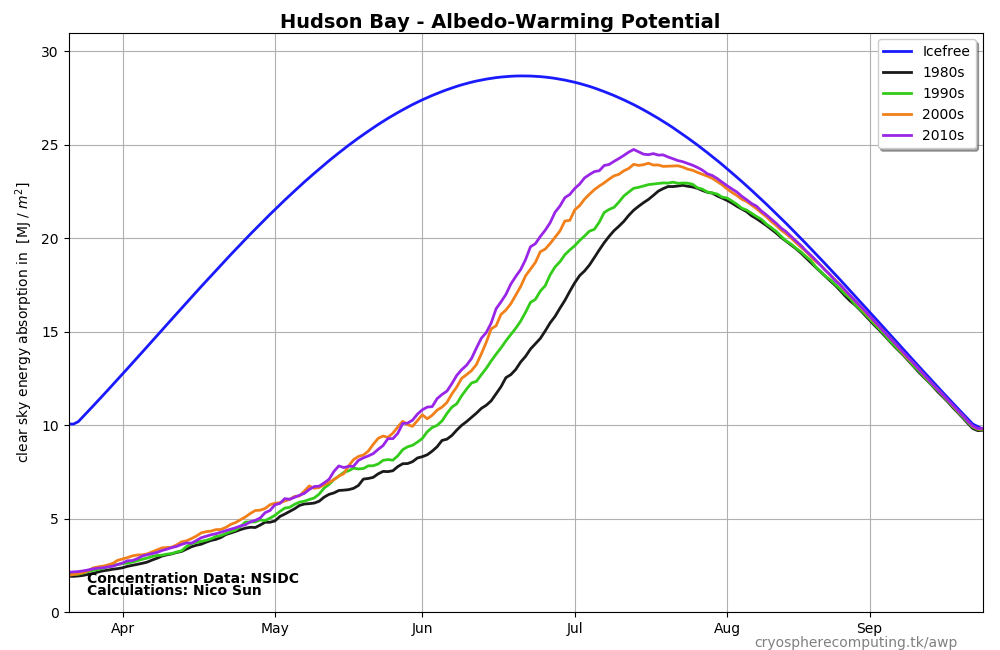 Hudson Bay - Albedo-Warming Potential
clear sky energy absorption in [MJ / m²]
30
25
20
15
10
5
0
Icefree
1980s
1990s
2000s
2010s
Concentration Data: NSIDC
Calculations: Nico Sun
Apr May Jun Jul Aug Sep
cryospherecomputing.tk/awp